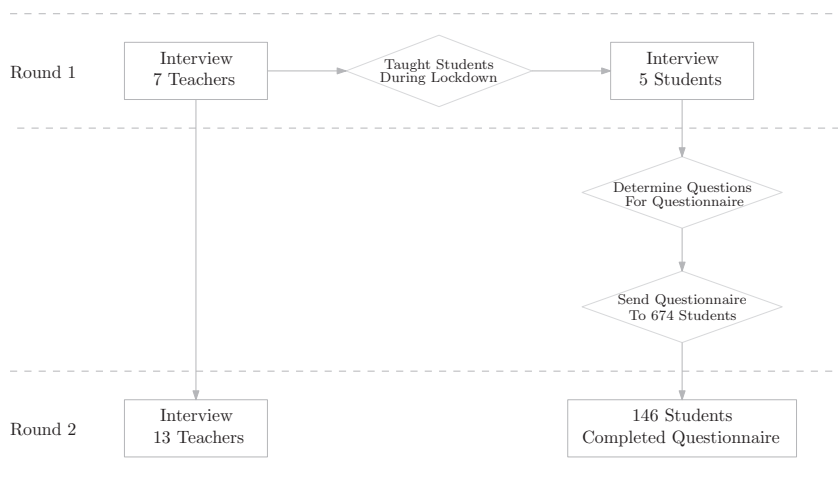 Round 1
Interview
7 Teachers
Taught Students
During Lockdown
Interview
5 Students
Determine Questions
For Questionnaire
Send Questionnaire
To 674 Students
Round 2
Interview
13 Teachers
146 Students
Completed Questionnaire